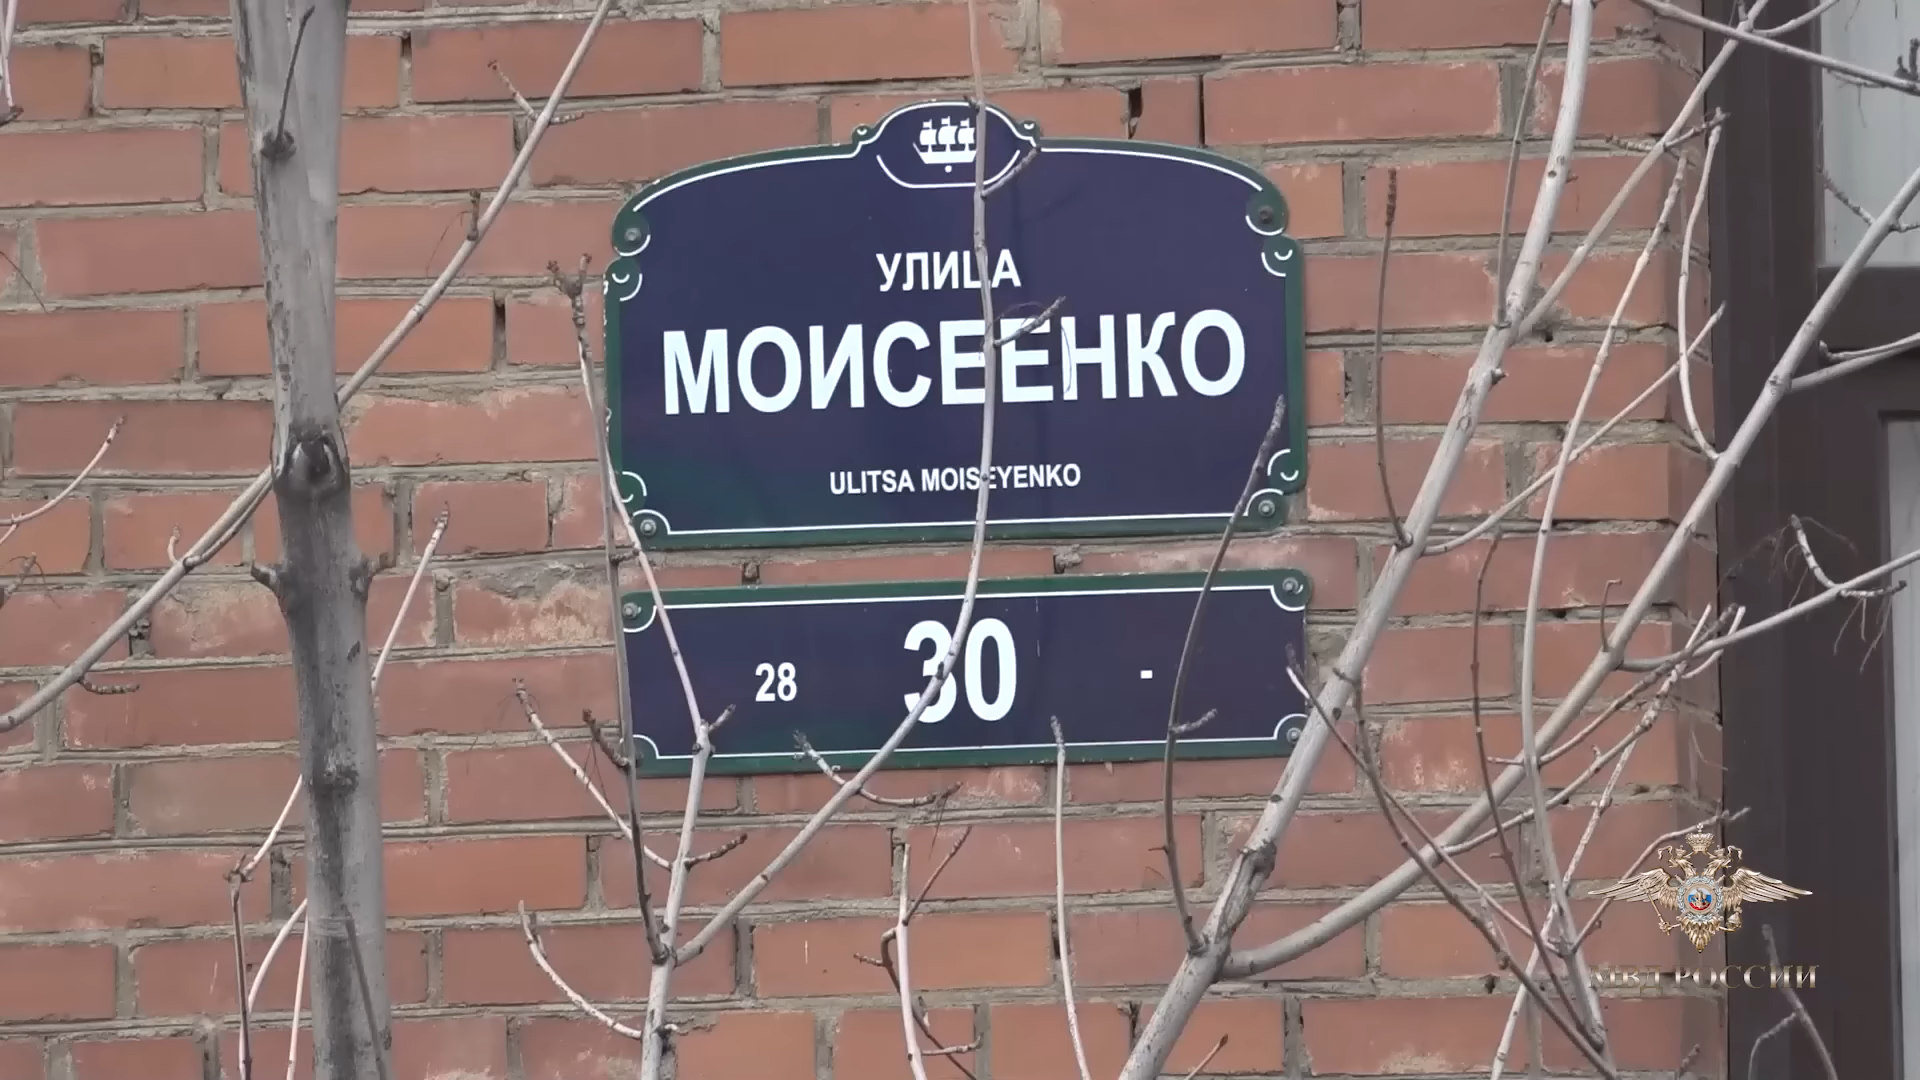 УЛИЦА
МОИСЕЕНКО
ULITSA MOISEYENKO
28 30 -
МВД РОССИИ